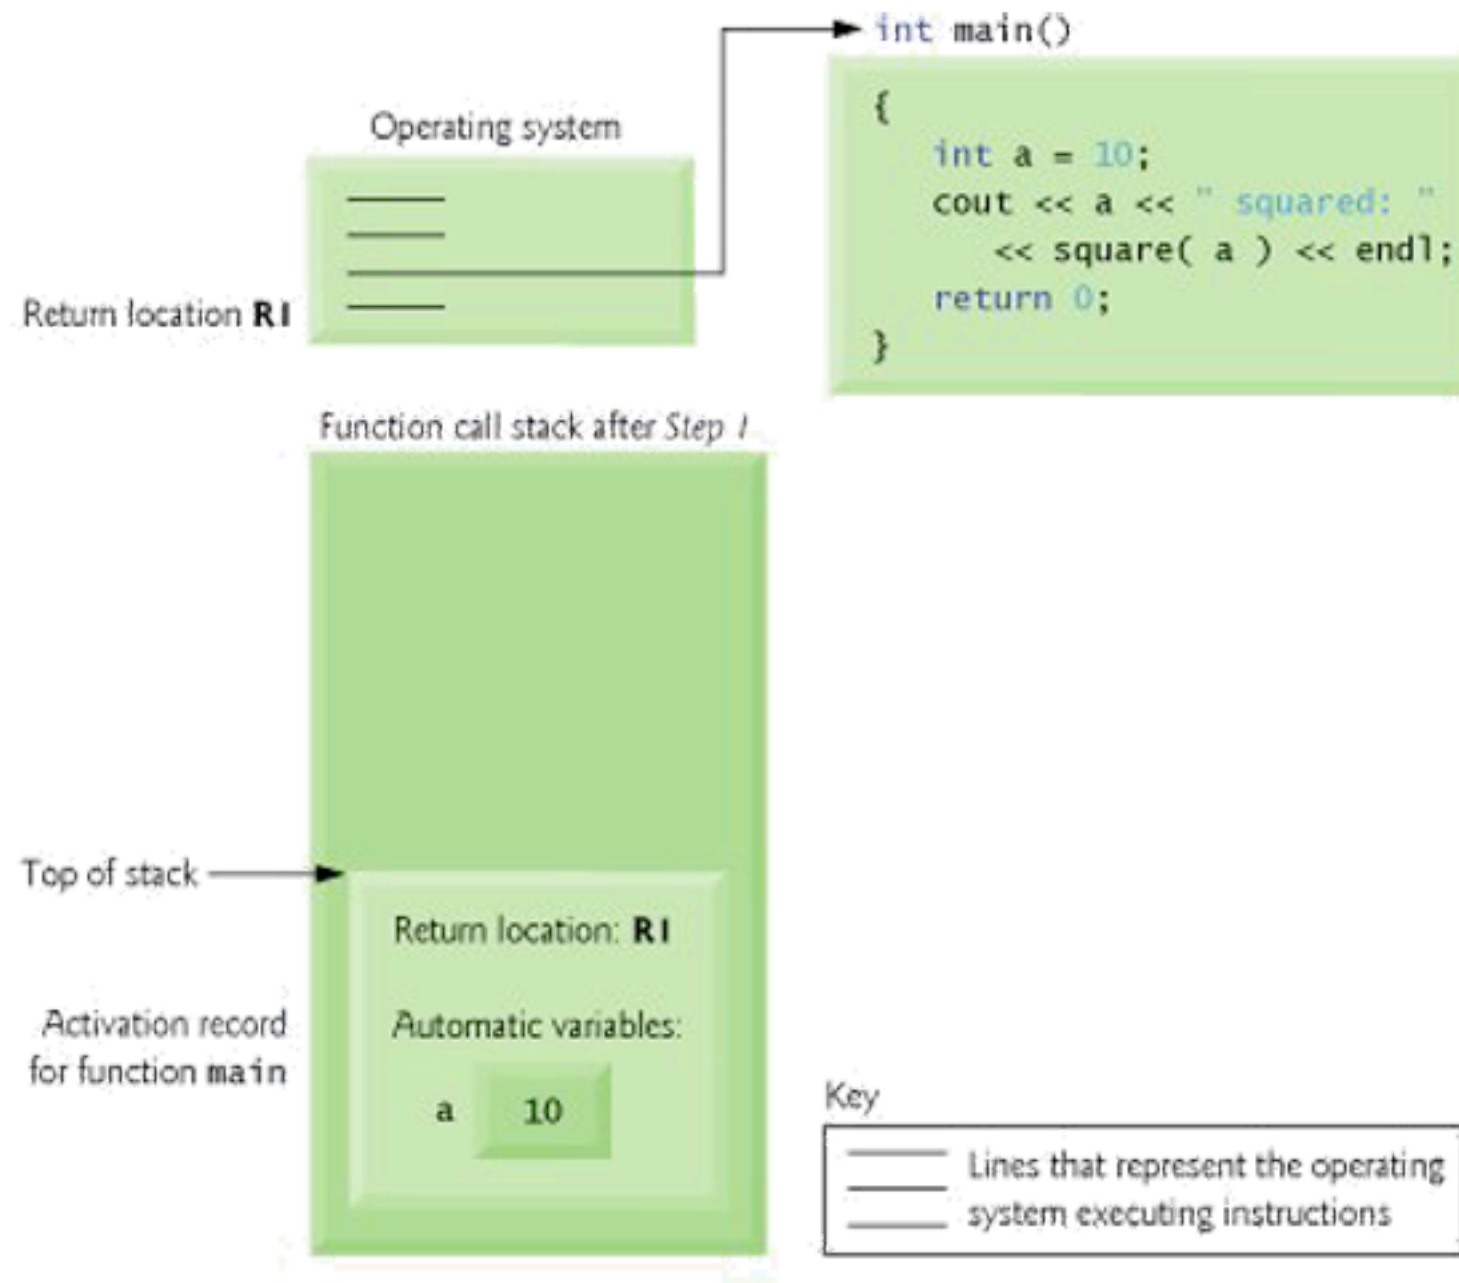 int main()
{
int a = 10;
cout << a << " squared: "
<< square( a ) << endl;
return 0;
}
Operating system
Return location R1
Function call stack after Step 1
Top of stack
Return location: R1
Activation record
for function main
Automatic variables:
a 10
Key
Lines that represent the operating
system executing instructions